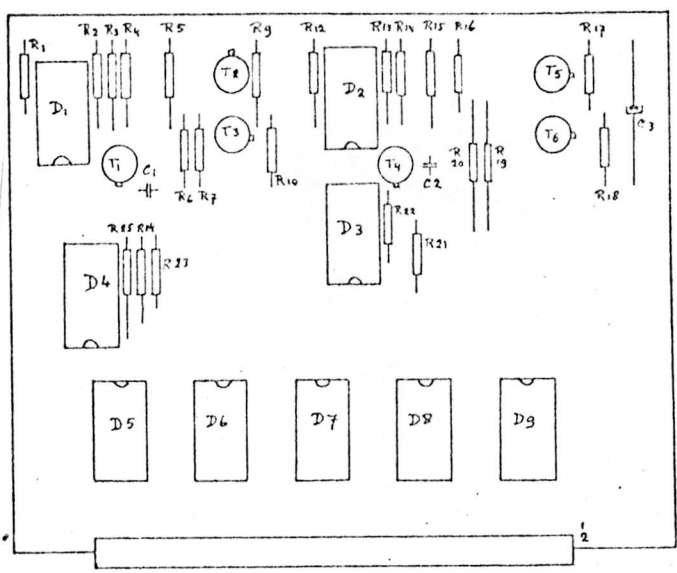 R1 R2 R3 R4 R5 R9 R12 R13 R14 R15 R16 R17
D1 T2 D2 T5
T3 T6 C3
T1 C1 R6 R7 R10 T4 C2 R20 R19 R18
R22
D3 R21
R25 R14 R23
D4
D5 D6 D7 D8 D9
1
2